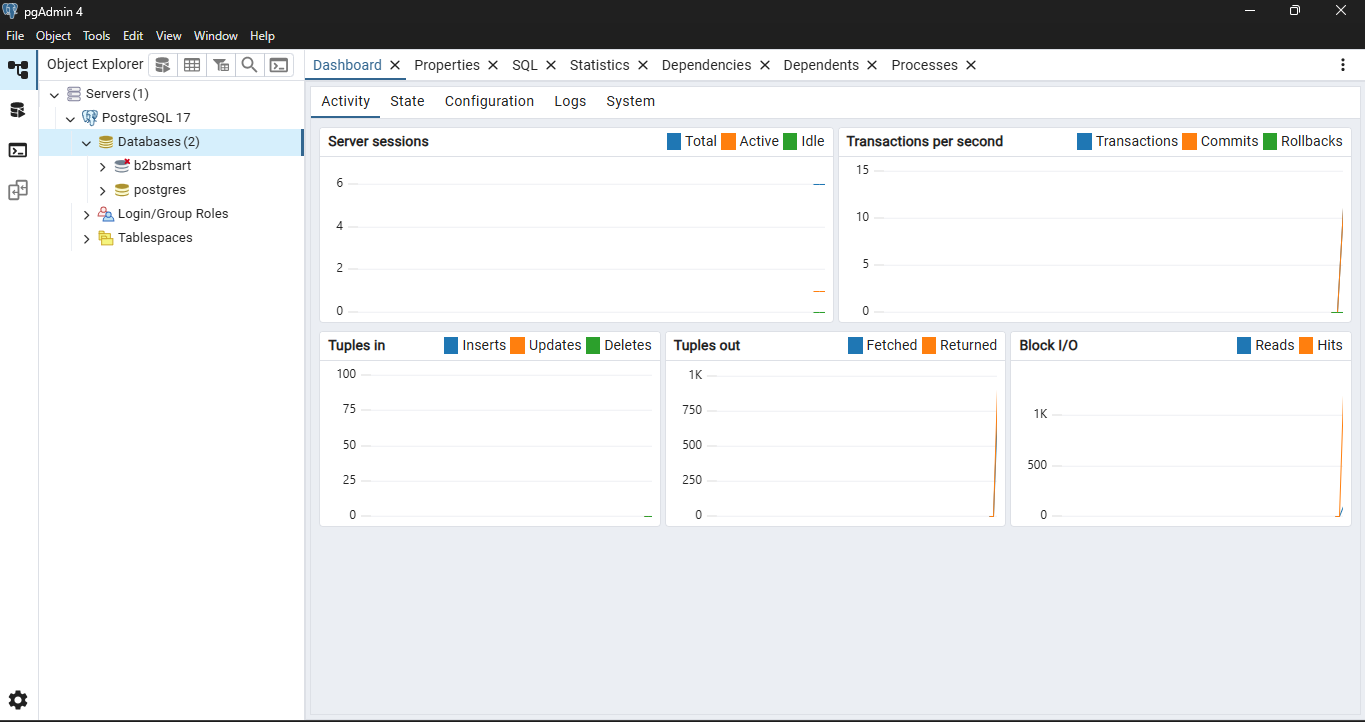 pgAdmin 4
File Object Tools Edit View Window Help
Object Explorer
Dashboard Properties SQL Statistics Dependencies Dependents Processes
Servers (1)
PostgreSQL 17
Databases (2)
b2bsmart
postgres
Login/Group Roles
Tablespaces
Activity State Configuration Logs System
Server sessions Total Active Idle
6
4
2
0
Transactions per second Transactions Commits Rollbacks
15
10
5
0
Tuples in Inserts Updates Deletes
100
75
50
25
0
Tuples out Fetched Returned
1K
750
500
250
0
Block I/O Reads Hits
1K
500
0